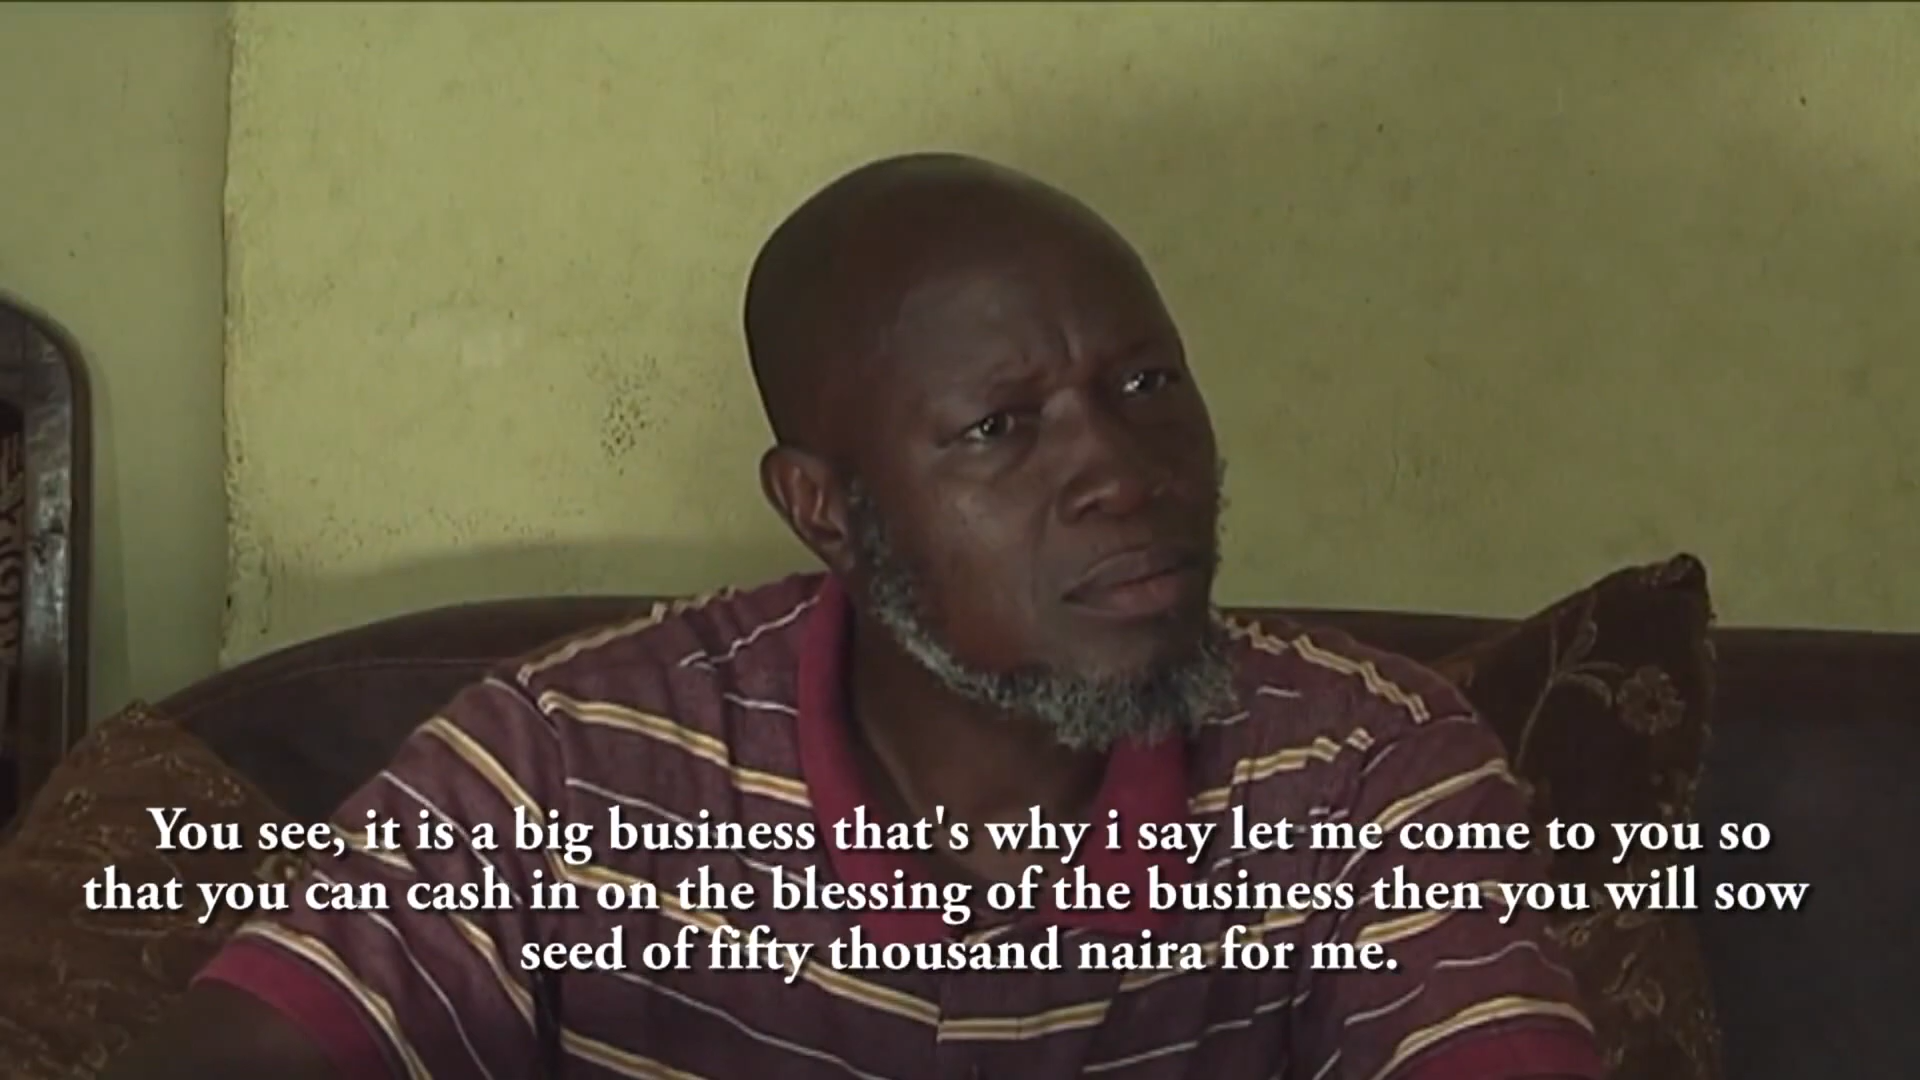 You see, it is a big business that's why i say let me come to you so
that you can cash in on the blessing of the business then you will sow
seed of fifty thousand naira for me.